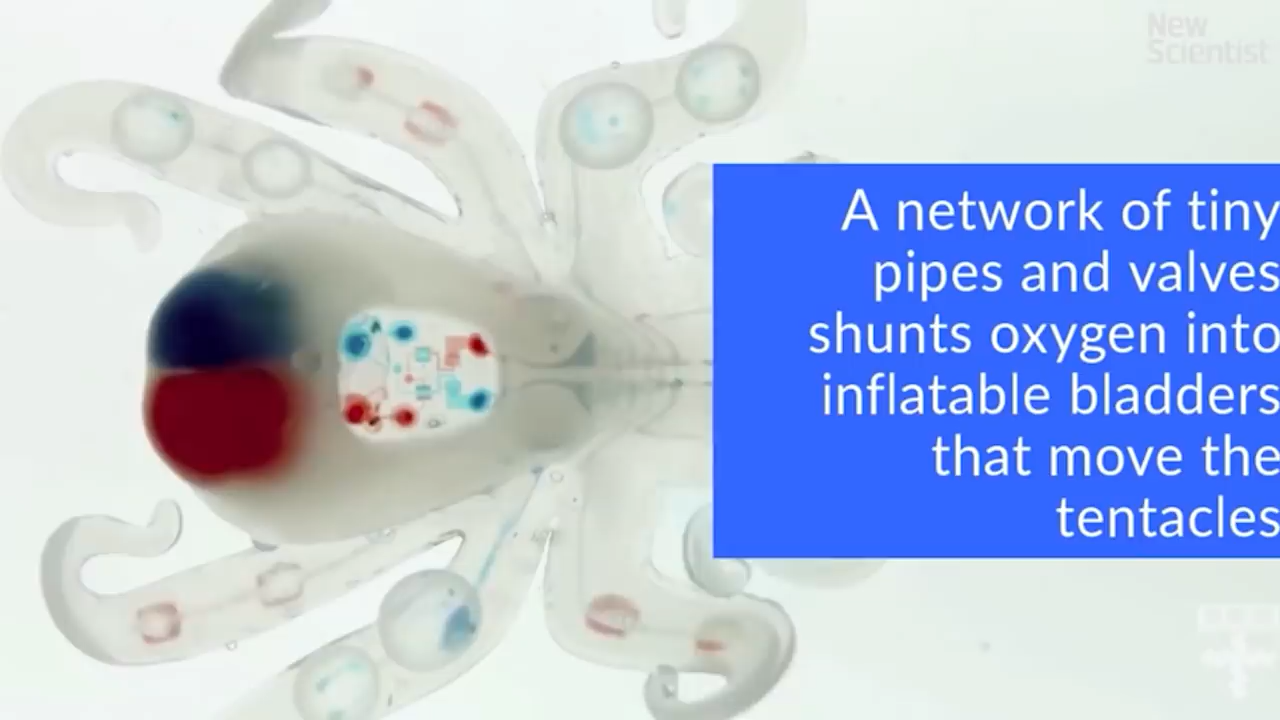 New
Scientist
A network of tiny
pipes and valves
shunts oxygen into
inflatable bladders
that move the
tentacles